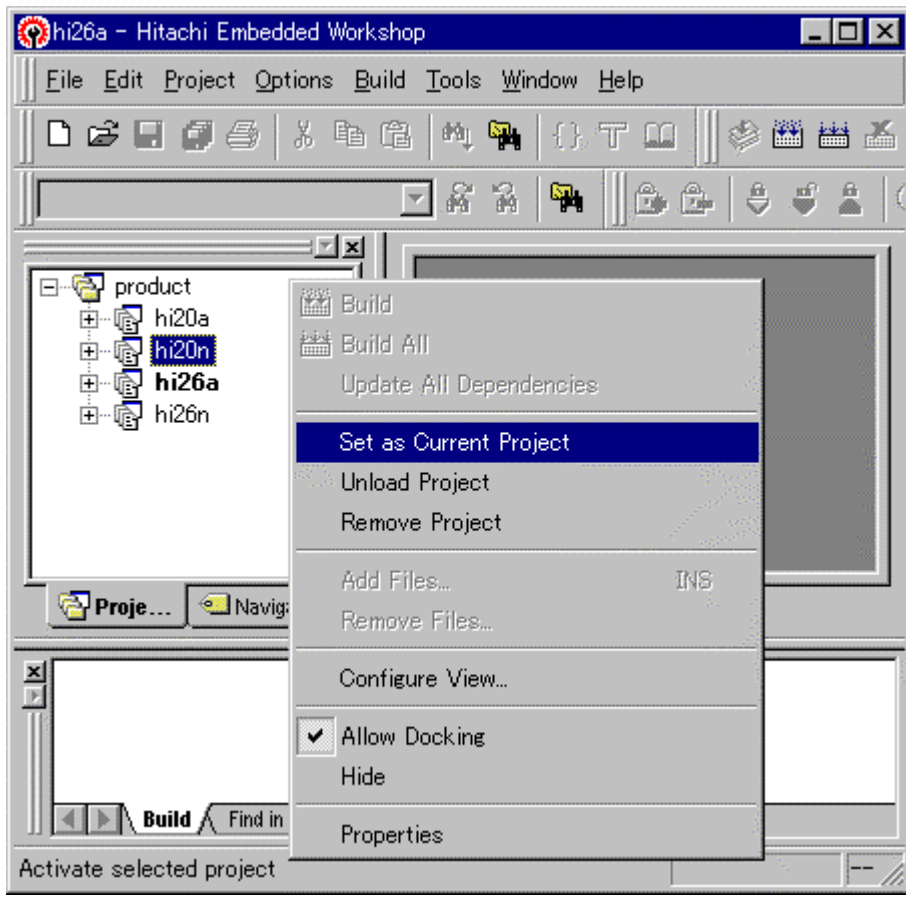 hi26a - Hitachi Embedded Workshop
File Edit Project Options Build Tools Window Help
product
hi20a
hi20n
hi26a
hi26n
Build
Build All
Update All Dependencies
Set as Current Project
Unload Project
Remove Project
Add Files... INS
Remove Files...
Configure View...
Allow Docking
Hide
Properties
Proje... Naviga
Build Find in
Activate selected project
--